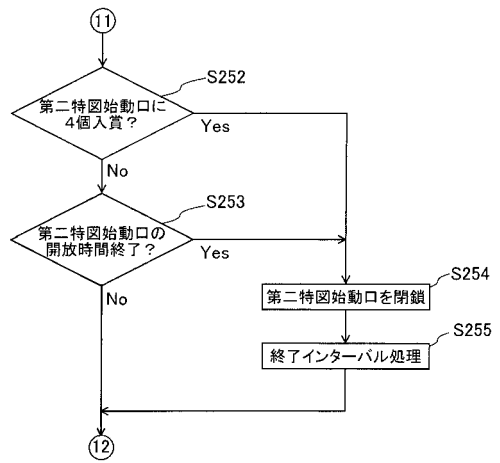 11
S252
第二特図始動口に
4個入賞？
Yes
No
S253
第二特図始動口の
開放時間終了？
Yes
No
S254
第二特図始動口を閉鎖
S255
終了インターバル処理
12